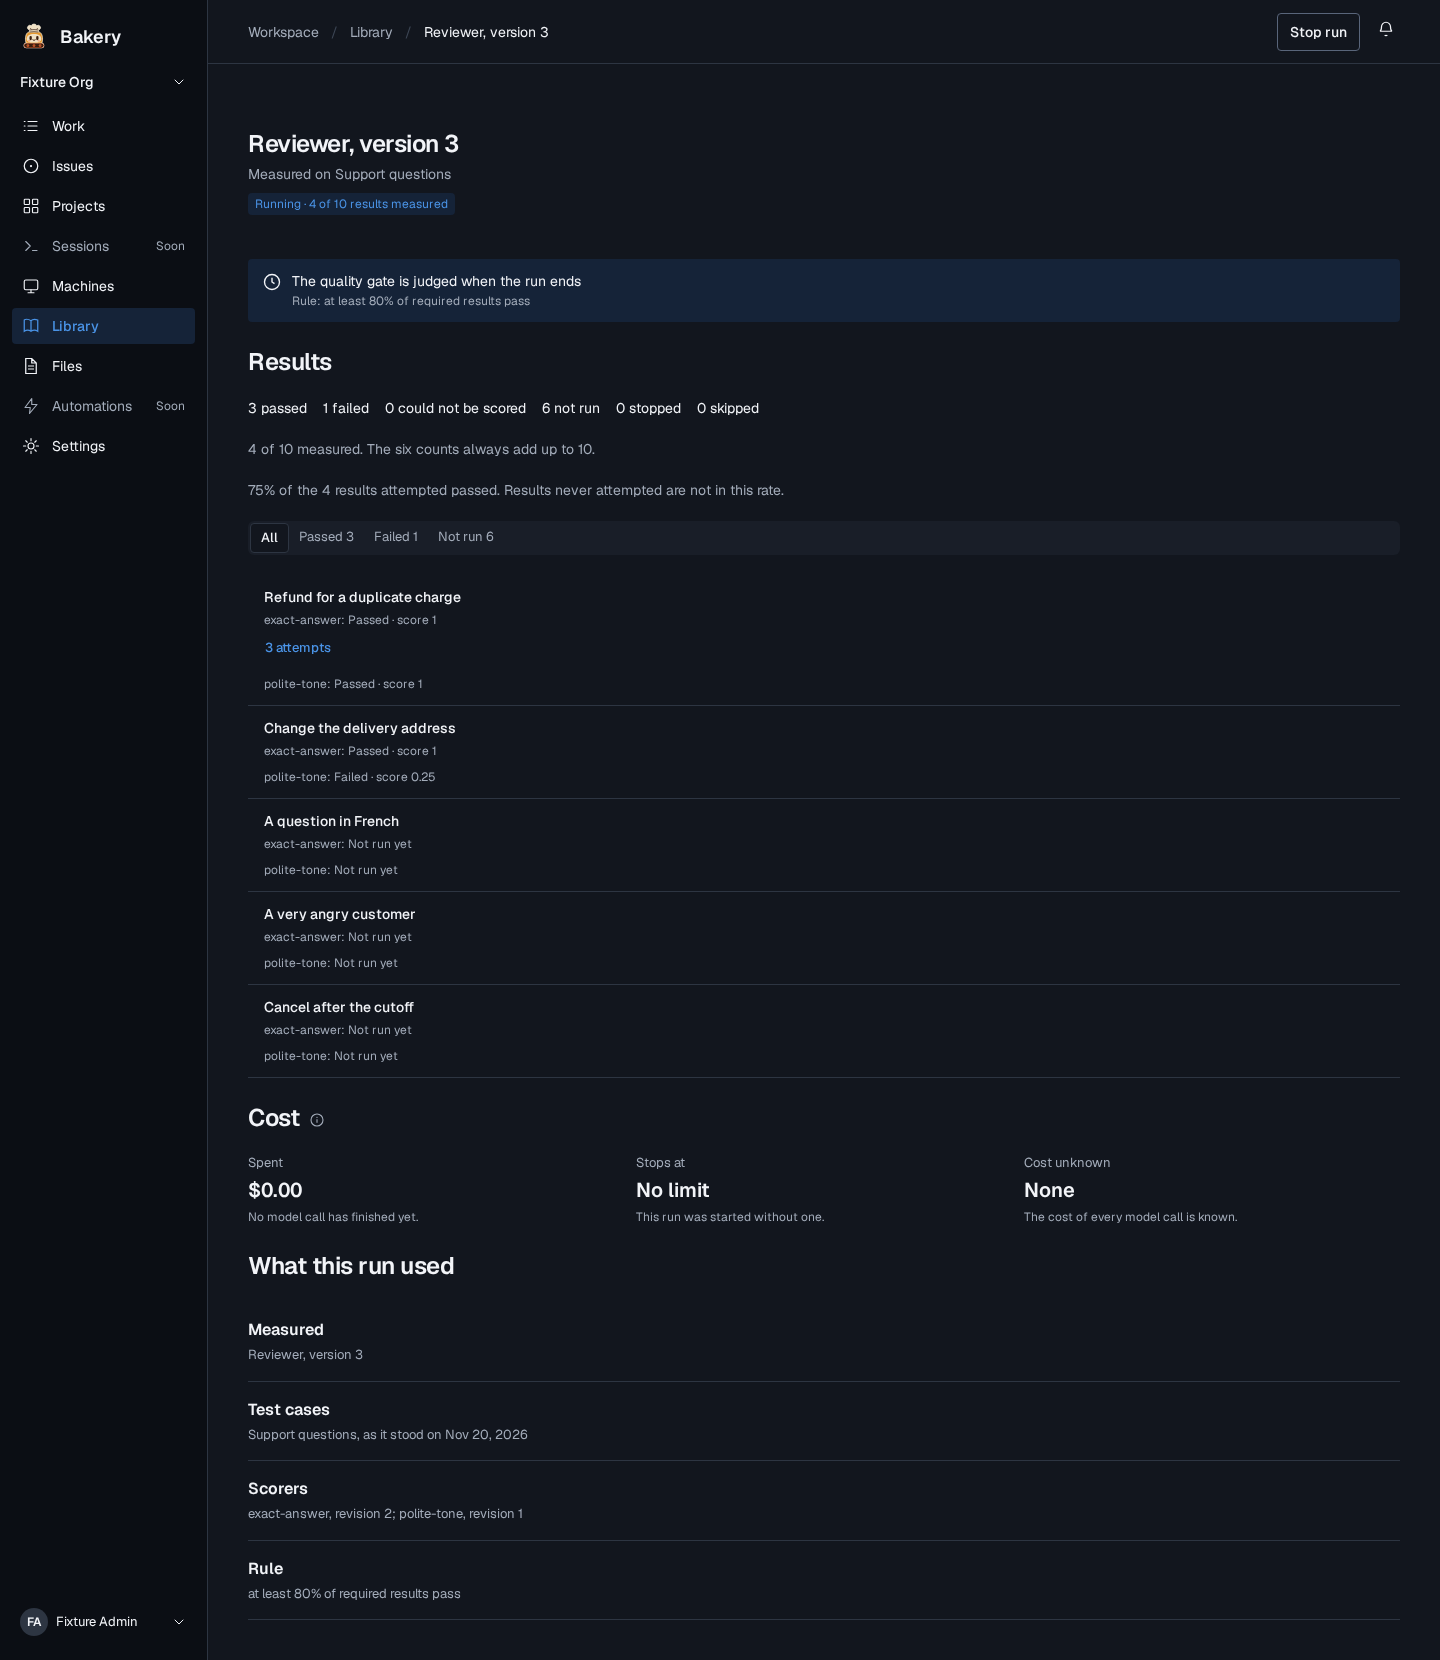 Bakery
Fixture Org
Work
Issues
Projects
Sessions Soon
Machines
Library
Files
Automations Soon
Settings
FA Fixture Admin
Workspace / Library / Reviewer, version 3
Stop run
Reviewer, version 3
Measured on Support questions
Running · 4 of 10 results measured
The quality gate is judged when the run ends
Rule: at least 80% of required results pass
Results
3 passed 1 failed 0 could not be scored 6 not run 0 stopped 0 skipped
4 of 10 measured. The six counts always add up to 10.
75% of the 4 results attempted passed. Results never attempted are not in this rate.
All Passed 3 Failed 1 Not run 6
Refund for a duplicate charge
exact-answer: Passed · score 1
3 attempts
polite-tone: Passed · score 1
Change the delivery address
exact-answer: Passed · score 1
polite-tone: Failed · score 0.25
A question in French
exact-answer: Not run yet
polite-tone: Not run yet
A very angry customer
exact-answer: Not run yet
polite-tone: Not run yet
Cancel after the cutoff
exact-answer: Not run yet
polite-tone: Not run yet
Cost
Spent
$0.00
No model call has finished yet.
Stops at
No limit
This run was started without one.
Cost unknown
None
The cost of every model call is known.
What this run used
Measured
Reviewer, version 3
Test cases
Support questions, as it stood on Nov 20, 2026
Scorers
exact-answer, revision 2; polite-tone, revision 1
Rule
at least 80% of required results pass